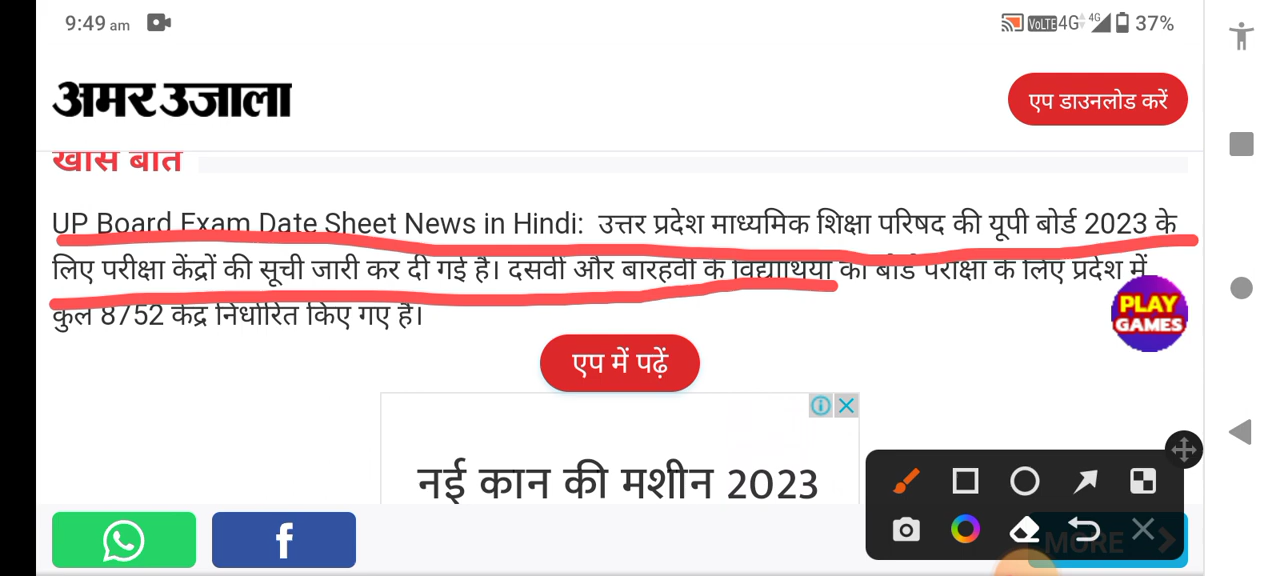 9:49 am
VoLTE 4G 4G 37%
अमर उजाला
एप डाउनलोड करें
खास बातें
UP Board Exam Date Sheet News in Hindi: उत्तर प्रदेश माध्यमिक शिक्षा परिषद की यूपी बोर्ड 2023 के
लिए परीक्षा केंद्रों की सूची जारी कर दी गई है। दसवीं और बारहवीं के विद्यार्थियों की बोर्ड परीक्षा के लिए प्रदेश में
कुल 8752 केंद्र निर्धारित किए गए हैं।
PLAY
GAMES
एप में पढ़ें
नई कान की मशीन 2023
MORE